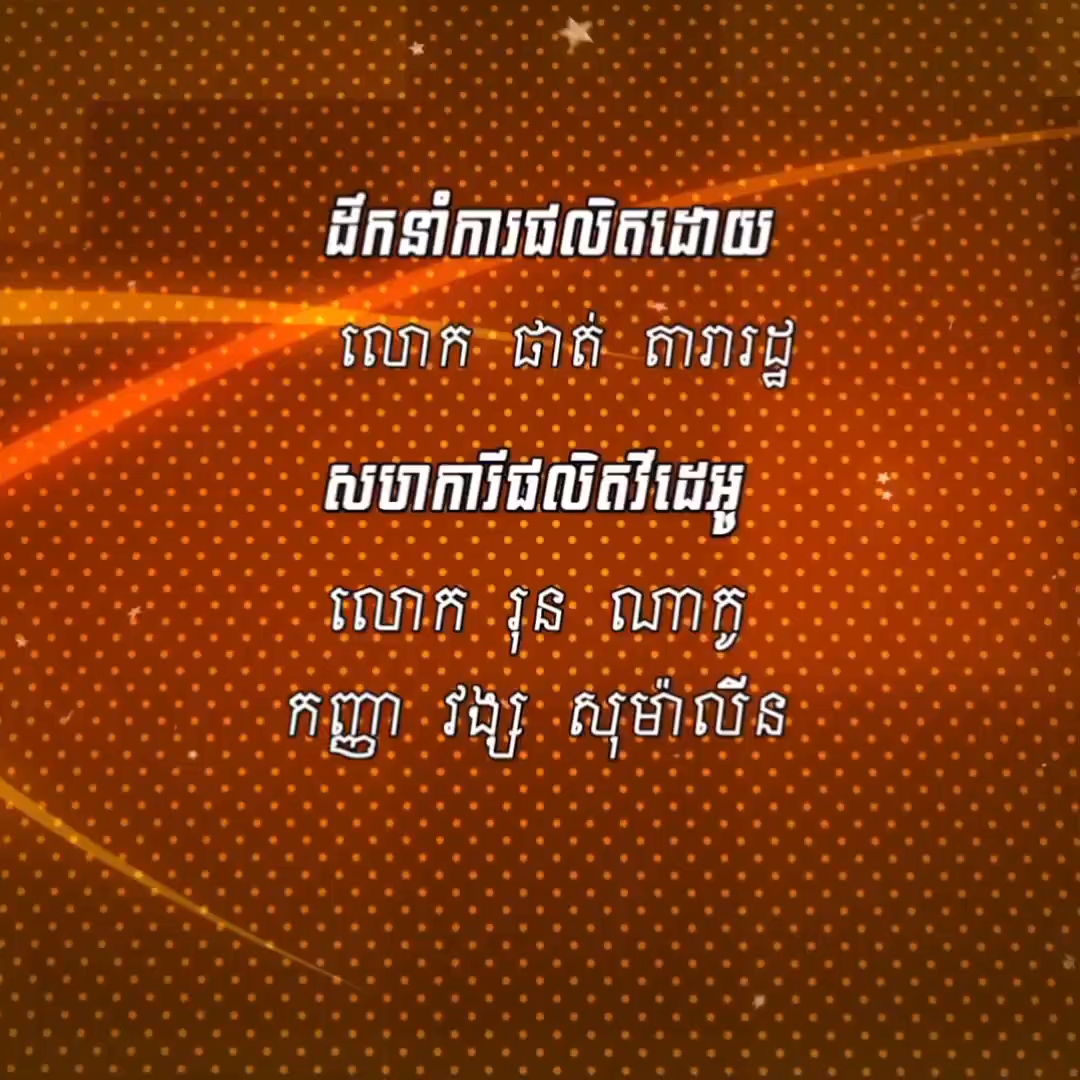 ដឹកនាំការផលិតដោយ
លោក ផាត់ តារារដ្ឋ
សហការីផលិតវីដេអូ
លោក រុន ណាកូ
កញ្ញា វង្ស សុម៉ាលីន